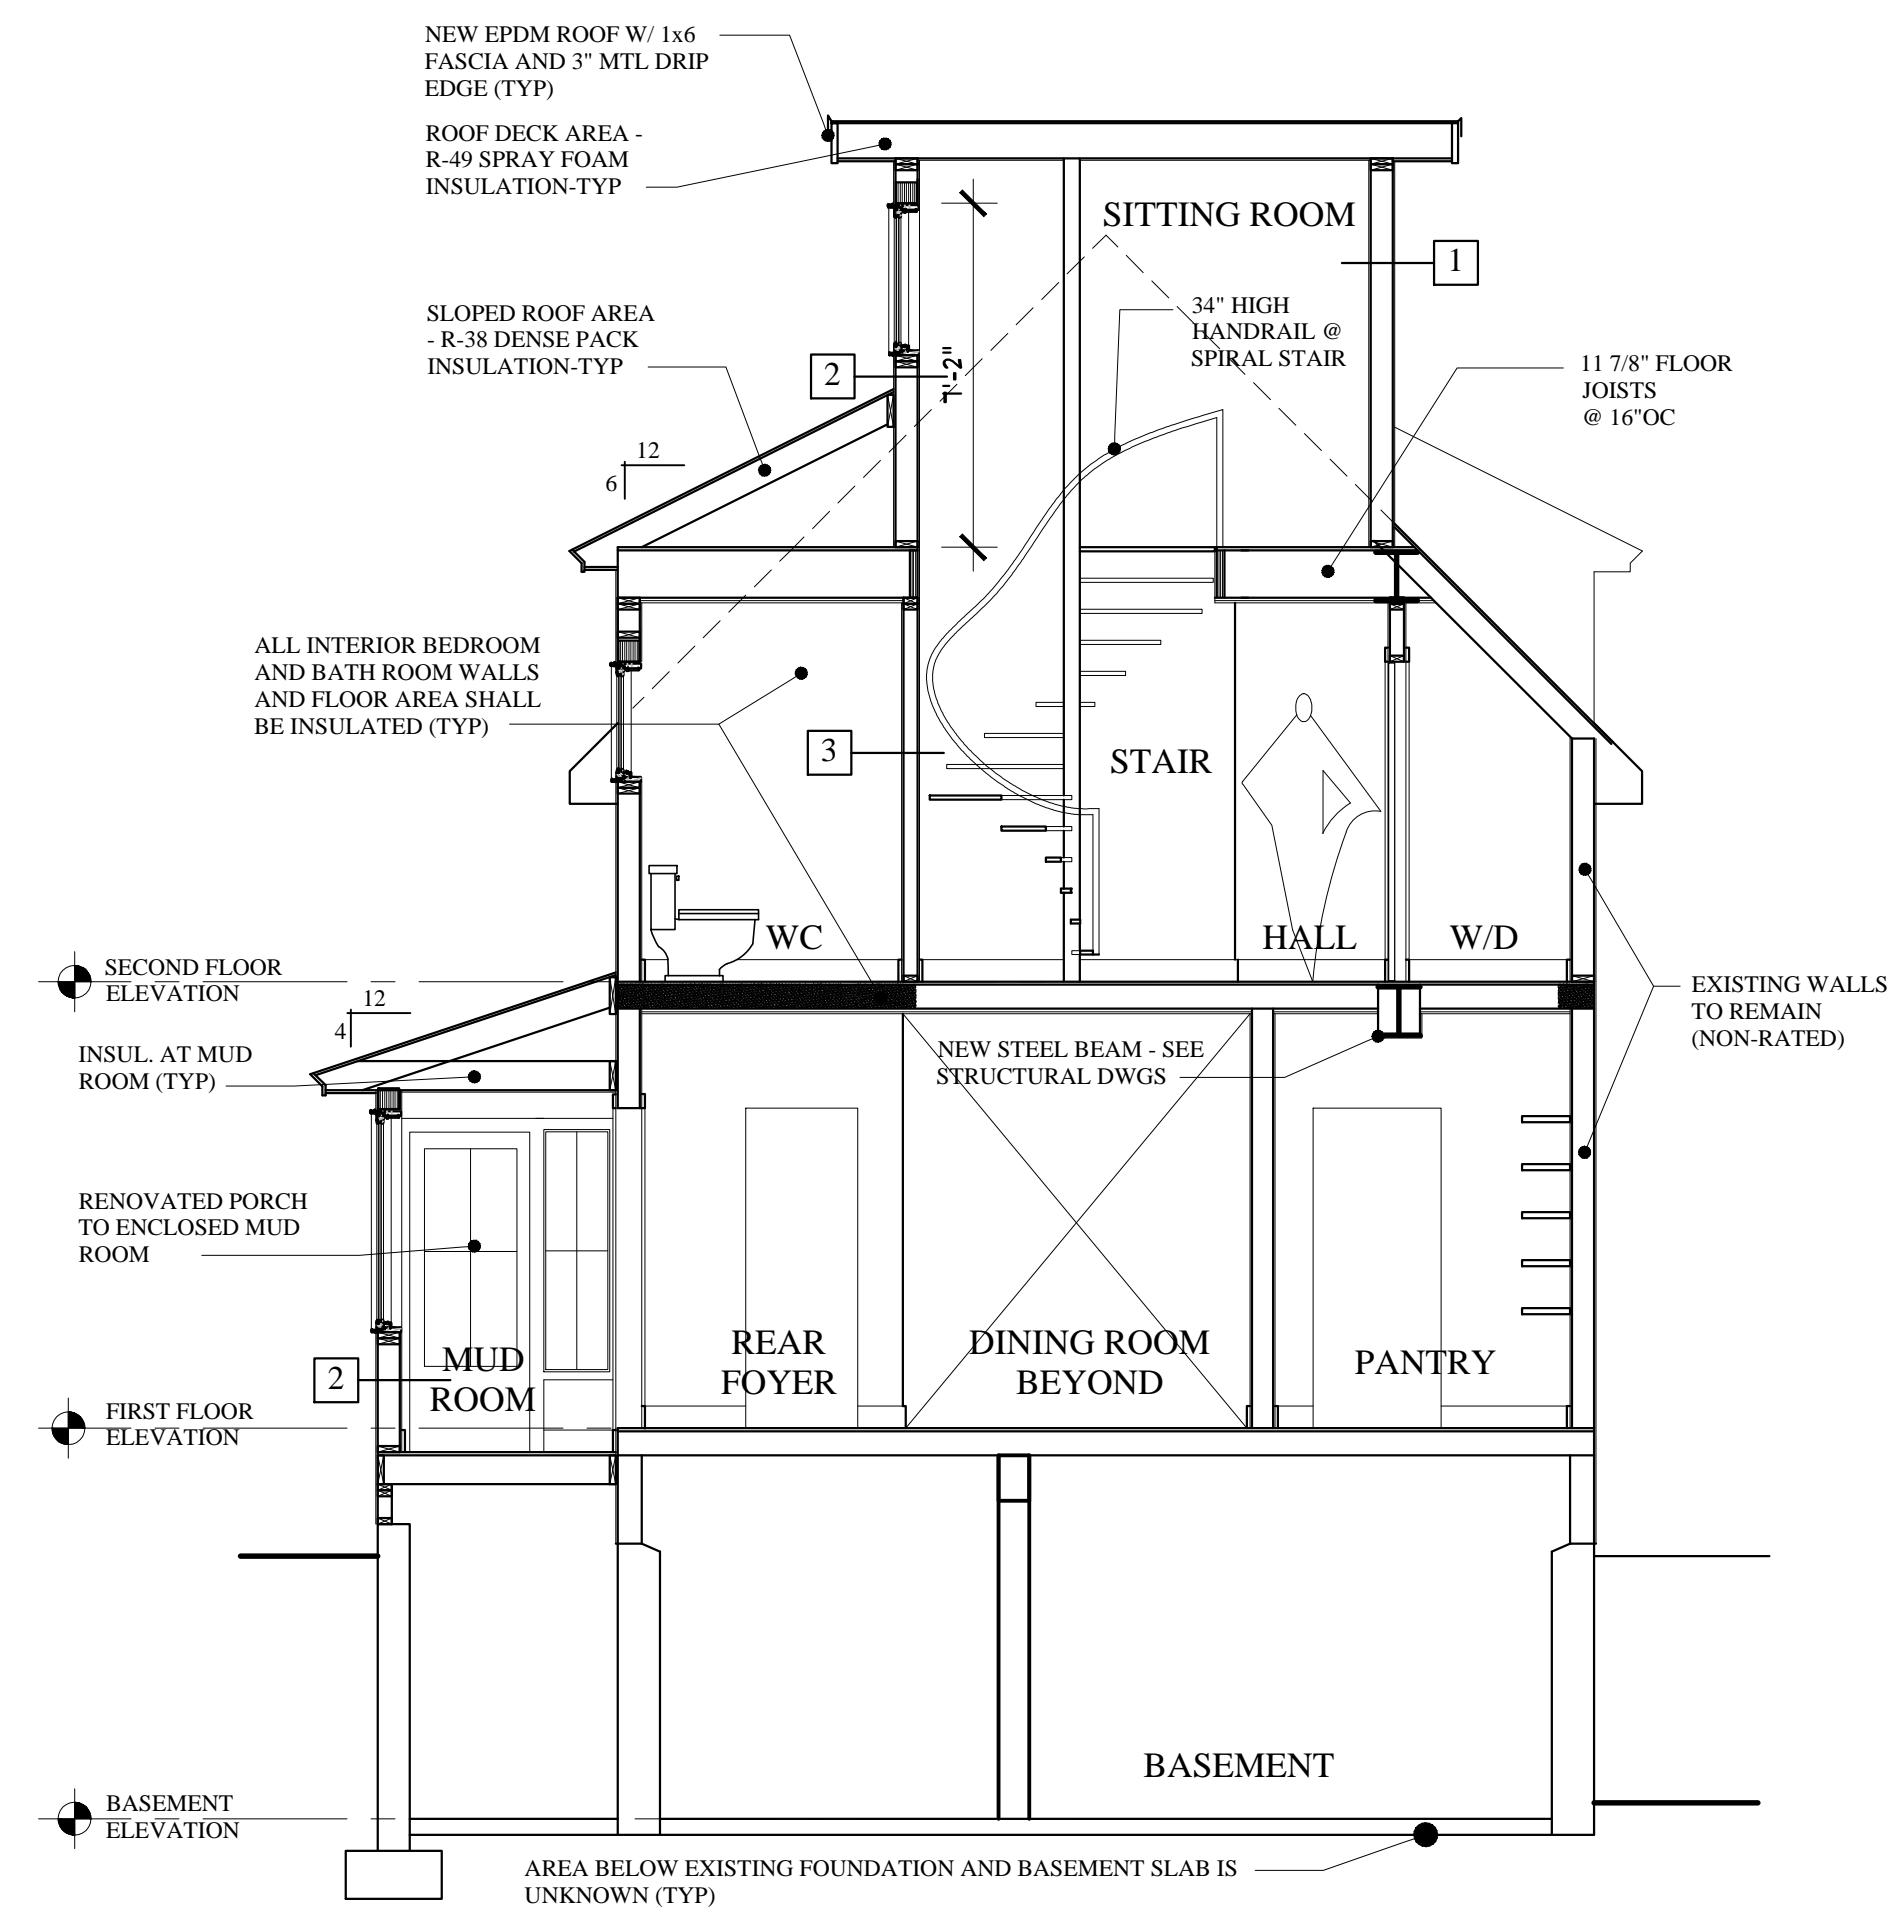 NEW EPDM ROOF W/ 1x6
FASCIA AND 3" MTL DRIP
EDGE (TYP)
ROOF DECK AREA -
R-49 SPRAY FOAM
INSULATION-TYP
SITTING ROOM
1
SLOPED ROOF AREA
- R-38 DENSE PACK
INSULATION-TYP
34" HIGH
HANDRAIL @
SPIRAL STAIR
2
7'-2"
11 7/8" FLOOR
JOISTS
@ 16"OC
12
6
ALL INTERIOR BEDROOM
AND BATH ROOM WALLS
AND FLOOR AREA SHALL
BE INSULATED (TYP)
3
STAIR
WC
HALL
W/D
SECOND FLOOR
ELEVATION
12
4
EXISTING WALLS
TO REMAIN
(NON-RATED)
INSUL. AT MUD
ROOM (TYP)
NEW STEEL BEAM - SEE
STRUCTURAL DWGS
RENOVATED PORCH
TO ENCLOSED MUD
ROOM
2
MUD
ROOM
REAR
FOYER
DINING ROOM
BEYOND
PANTRY
FIRST FLOOR
ELEVATION
BASEMENT
BASEMENT
ELEVATION
AREA BELOW EXISTING FOUNDATION AND BASEMENT SLAB IS
UNKNOWN (TYP)